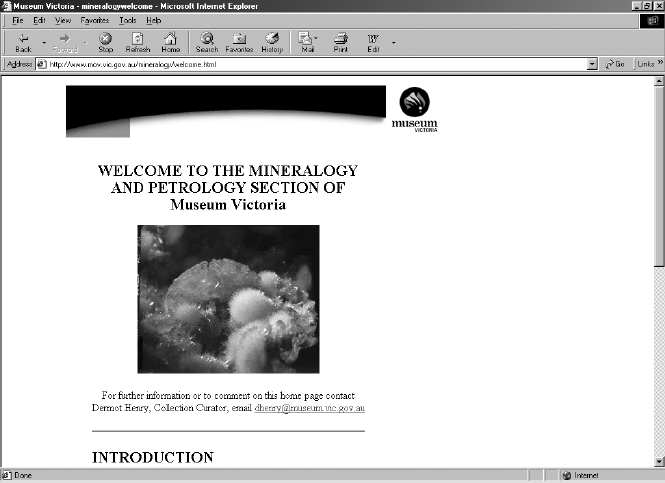 Museum Victoria - mineralogywelcome - Microsoft Internet Explorer
File Edit View Favorites Tools Help
Back Forward Stop Refresh Home Search Favorites History Mail Print Edit
Address http://www.mov.vic.gov.au/mineralogy/welcome.html Go Links »
museum
VICTORIA
WELCOME TO THE MINERALOGY
AND PETROLOGY SECTION OF
Museum Victoria
For further information or to comment on this home page contact
Dermot Henry, Collection Curator, email dhenry@museum.vic.gov.au
INTRODUCTION
Done Internet